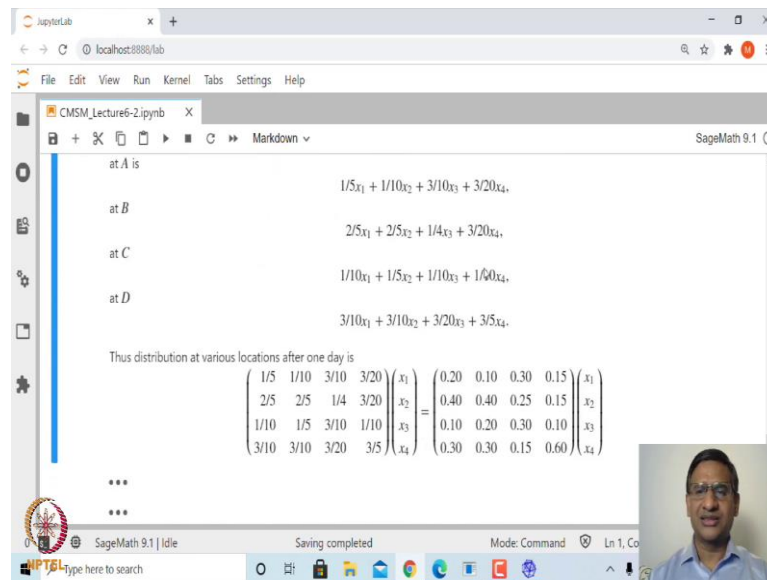 JupyterLab
localhost:8888/lab
M
File Edit View Run Kernel Tabs Settings Help
CMSM_Lecture6-2.ipynb
Markdown
SageMath 9.1
at A is
1/5x₁ + 1/10x₂ + 3/10x₃ + 3/20x₄,
at B
2/5x₁ + 2/5x₂ + 1/4x₃ + 3/20x₄,
at C
1/10x₁ + 1/5x₂ + 1/10x₃ + 1/10x₄,
at D
3/10x₁ + 3/10x₂ + 3/20x₃ + 3/5x₄.
Thus distribution at various locations after one day is
1/5 1/10 3/10 3/20 x₁ 0.20 0.10 0.30 0.15 x₁
2/5 2/5 1/4 3/20 x₂ = 0.40 0.40 0.25 0.15 x₂
1/10 1/5 3/10 1/10 x₃ 0.10 0.20 0.30 0.10 x₃
3/10 3/10 3/20 3/5 x₄ 0.30 0.30 0.15 0.60 x₄
0 SageMath 9.1 | Idle Saving completed Mode: Command Ln 1, Co
NPTEL
Type here to search